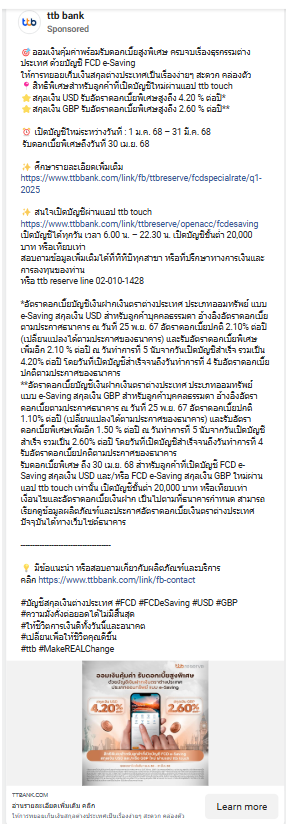 ttb bank
Sponsored
🎯 ออมเงินคุ้มค่าพร้อมรับดอกเบี้ยสูงพิเศษ ครบจบเรื่องธุรกรรมต่าง
ประเทศ ด้วยบัญชี FCD e-Saving
ให้การทยอยเก็บเงินสกุลต่างประเทศเป็นเรื่องง่ายๆ สะดวก คล่องตัว
📍 สิทธิพิเศษสำหรับลูกค้าที่เปิดบัญชีใหม่ผ่านแอป ttb touch
⭐ สกุลเงิน USD รับอัตราดอกเบี้ยพิเศษสูงถึง 4.20 % ต่อปี*
⭐ สกุลเงิน GBP รับอัตราดอกเบี้ยพิเศษสูงถึง 2.60 % ต่อปี**
⏰ เปิดบัญชีใหม่ระหว่างวันที่ : 1 ม.ค. 68 – 31 มี.ค. 68
รับดอกเบี้ยพิเศษถึงวันที่ 30 เม.ย. 68
✨ ศึกษารายละเอียดเพิ่มเติม
https://www.ttbbank.com/link/fb/ttbreserve/fcdspecialrate/q1-
2025
✨ สนใจเปิดบัญชีผ่านแอป ttb touch
https://www.ttbbank.com/link/ttbreserve/openacc/fcdesaving
เปิดบัญชีได้ทุกวัน เวลา 6.00 น. – 22.30 น. เปิดบัญชีขั้นต่ำ 20,000
บาท หรือเทียบเท่า
สอบถามข้อมูลเพิ่มเติมได้ที่ทีทีบีทุกสาขา หรือที่ปรึกษาทางการเงินและ
การลงทุนของท่าน
หรือ ttb reserve line 02-010-1428
*อัตราดอกเบี้ยบัญชีเงินฝากเงินตราต่างประเทศ ประเภทออมทรัพย์ แบบ
e-Saving สกุลเงิน USD สำหรับลูกค้าบุคคลธรรมดา อ้างอิงอัตราดอกเบี้ย
ตามประกาศธนาคาร ณ วันที่ 25 พ.ย. 67 อัตราดอกเบี้ยปกติ 2.10% ต่อปี
(เปลี่ยนแปลงได้ตามประกาศของธนาคาร) และรับอัตราดอกเบี้ยพิเศษ
เพิ่มอีก 2.10 % ต่อปี ณ วันทำการที่ 5 นับจากวันเปิดบัญชีสำเร็จ รวมเป็น
4.20% ต่อปี โดยวันที่เปิดบัญชีสำเร็จจนถึงวันทำการที่ 4 รับอัตราดอกเบี้ย
ปกติตามประกาศของธนาคาร
**อัตราดอกเบี้ยบัญชีเงินฝากเงินตราต่างประเทศ ประเภทออมทรัพย์
แบบ e-Saving สกุลเงิน GBP สำหรับลูกค้าบุคคลธรรมดา อ้างอิงอัตรา
ดอกเบี้ยตามประกาศธนาคาร ณ วันที่ 25 พ.ย. 67 อัตราดอกเบี้ยปกติ
1.10% ต่อปี (เปลี่ยนแปลงได้ตามประกาศของธนาคาร) และรับอัตรา
ดอกเบี้ยพิเศษเพิ่มอีก 1.50 % ต่อปี ณ วันทำการที่ 5 นับจากวันเปิดบัญชี
สำเร็จ รวมเป็น 2.60% ต่อปี โดยวันที่เปิดบัญชีสำเร็จจนถึงวันทำการที่ 4
รับอัตราดอกเบี้ยปกติตามประกาศของธนาคาร
รับดอกเบี้ยพิเศษ ถึง 30 เม.ย. 68 สำหรับลูกค้าที่เปิดบัญชี FCD e-
Saving สกุลเงิน USD และ/หรือ FCD e-Saving สกุลเงิน GBP ใหม่ผ่าน
แอป ttb touch เท่านั้น เปิดบัญชีขั้นต่ำ 20,000 บาท หรือเทียบเท่า
เงื่อนไขและอัตราดอกเบี้ยเงินฝาก เป็นไปตามที่ธนาคารกำหนด สามารถ
เรียกดูข้อมูลผลิตภัณฑ์และประกาศอัตราดอกเบี้ยเงินตราต่างประเทศ
ปัจจุบันได้ทางเว็บไซต์ธนาคาร
💡 มีข้อแนะนำ หรือสอบถามเกี่ยวกับผลิตภัณฑ์และบริการ
คลิก https://www.ttbbank.com/link/fb-contact
#บัญชีสกุลเงินต่างประเทศ #FCD #FCDeSaving #USD #GBP
#ความมั่งคั่งต่อยอดได้ไม่มีสิ้นสุด
#ให้ชีวิตการเงินดีทั้งวันนี้และอนาคต
#เปลี่ยนเพื่อให้ชีวิตคุณดีขึ้น
#ttb #MakeREALChange
ttb reserve
ออมเงินคุ้มค่า รับดอกเบี้ยสูงพิเศษ
ด้วยบัญชีเงินฝากเงินตราต่างประเทศ
4.20%
2.60%
TTBBANK.COM
อ่านรายละเอียดเพิ่มเติม คลิก
ให้การทยอยเก็บเงินสกุลต่างประเทศเป็นเรื่องง่ายๆ สะดวก คล่องตัว
Learn more